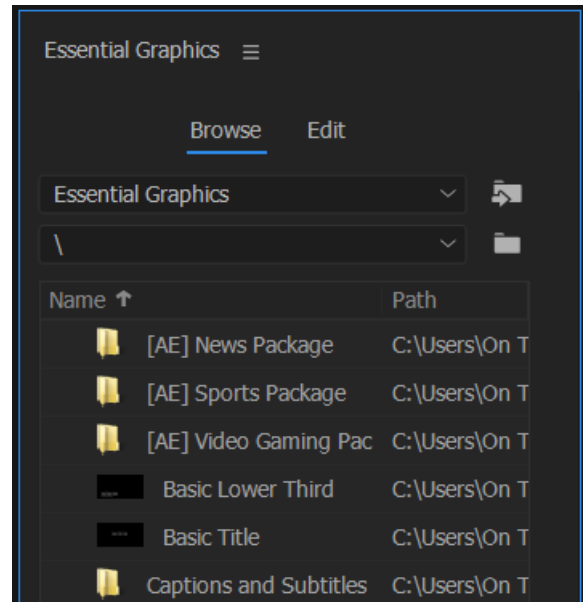 Essential Graphics
Browse Edit
Essential Graphics
\
Name Path
[AE] News Package C:\Users\On T
[AE] Sports Package C:\Users\On T
[AE] Video Gaming Pac C:\Users\On T
Basic Lower Third C:\Users\On T
Basic Title C:\Users\On T
Captions and Subtitles C:\Users\On T